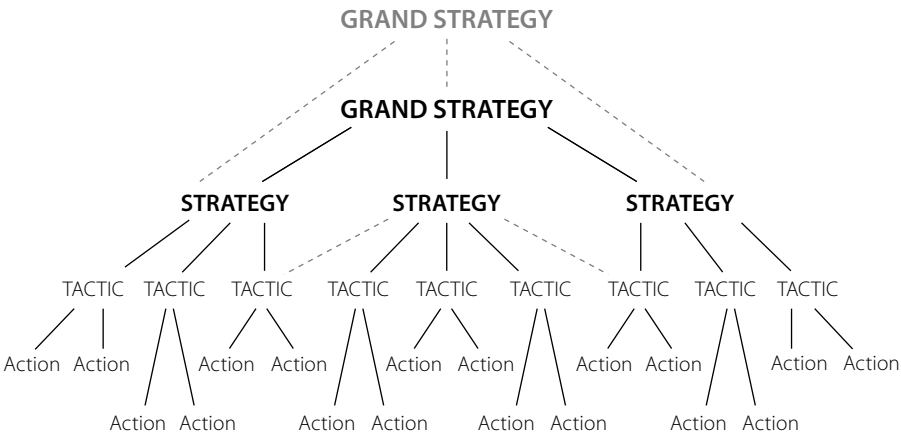 GRAND STRATEGY
GRAND STRATEGY
STRATEGY STRATEGY STRATEGY
TACTIC TACTIC TACTIC TACTIC TACTIC TACTIC TACTIC TACTIC TACTIC
Action Action Action Action Action Action Action Action Action Action
Action Action Action Action Action Action Action Action